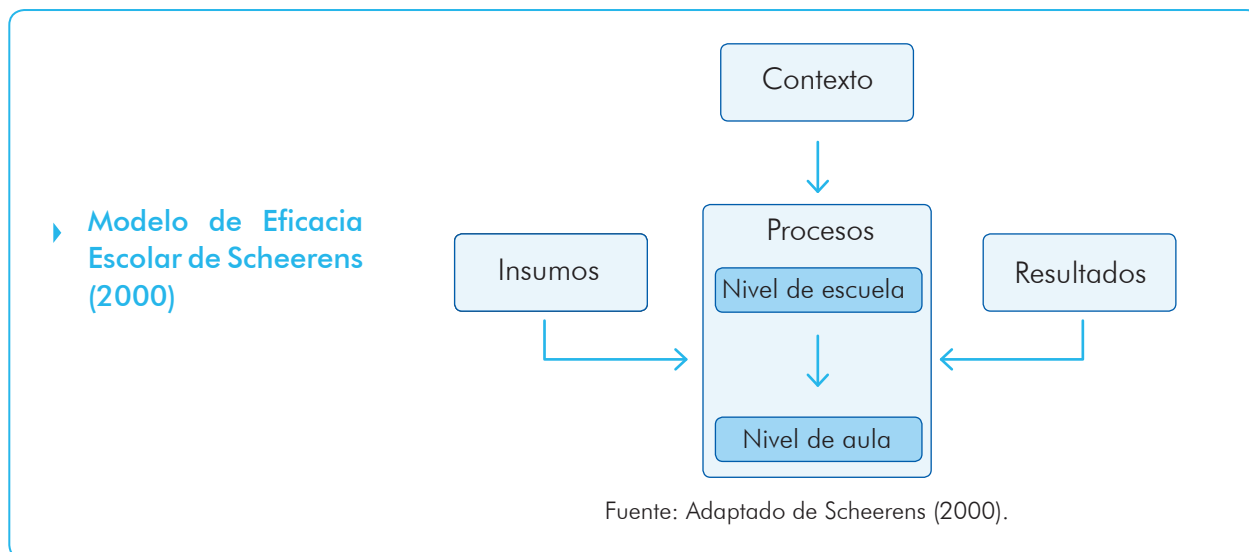 Modelo de Eficacia
Escolar de Scheerens
(2000)
Contexto
Insumos
Procesos
Nivel de escuela
Nivel de aula
Resultados
Fuente: Adaptado de Scheerens (2000).